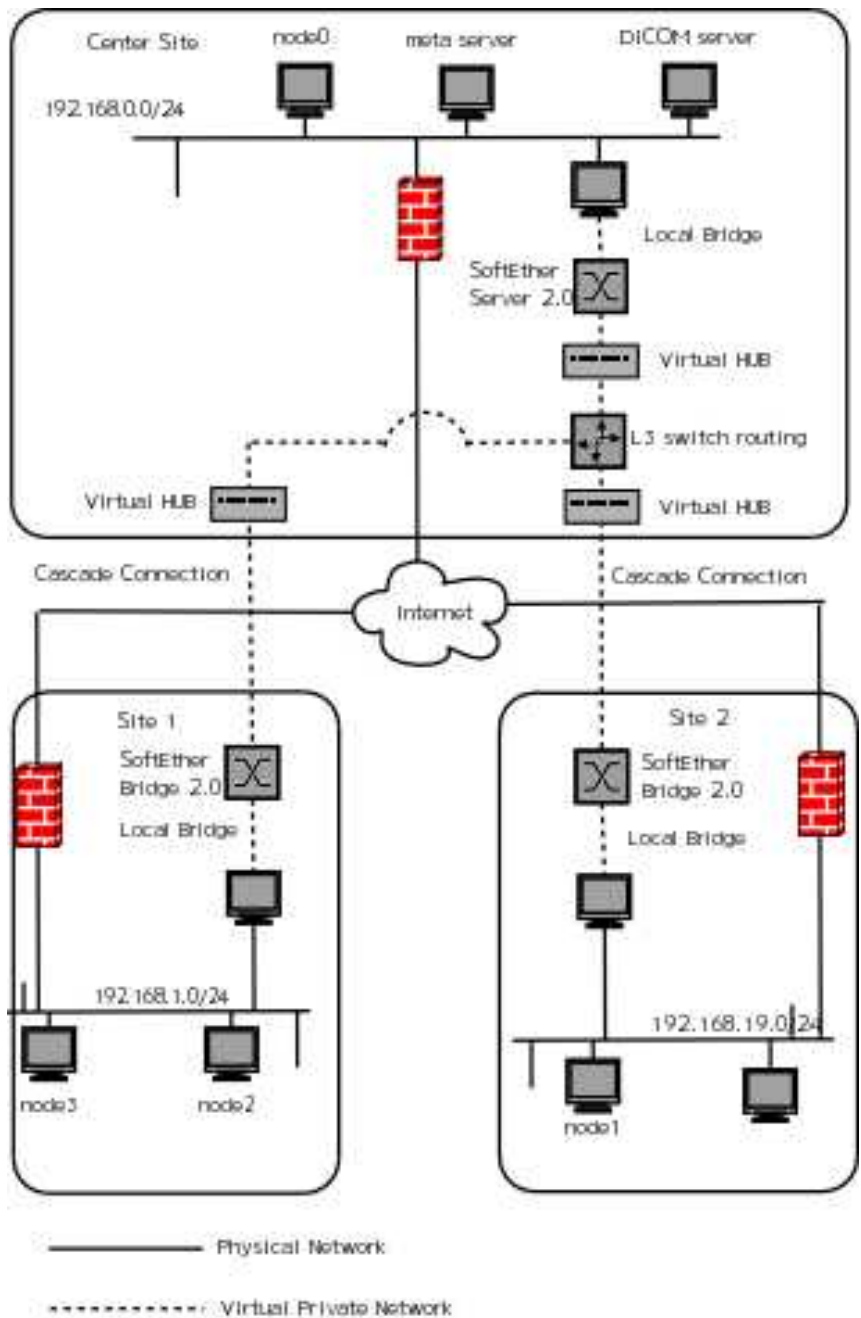 Center Site
node0
meta server
DiCOM server
192.168.0.0/24
Local Bridge
SoftEther
Server 2.0
Virtual HUB
L3 switch routing
Virtual HUB
Virtual HUB
Cascade Connection
Cascade Connection
Internet
Site 1
SoftEther
Bridge 2.0
Local Bridge
192.168.1.0/24
node3
node2
Site 2
SoftEther
Bridge 2.0
Local Bridge
192.168.19.0/24
node1
Physical Network
Virtual Private Network